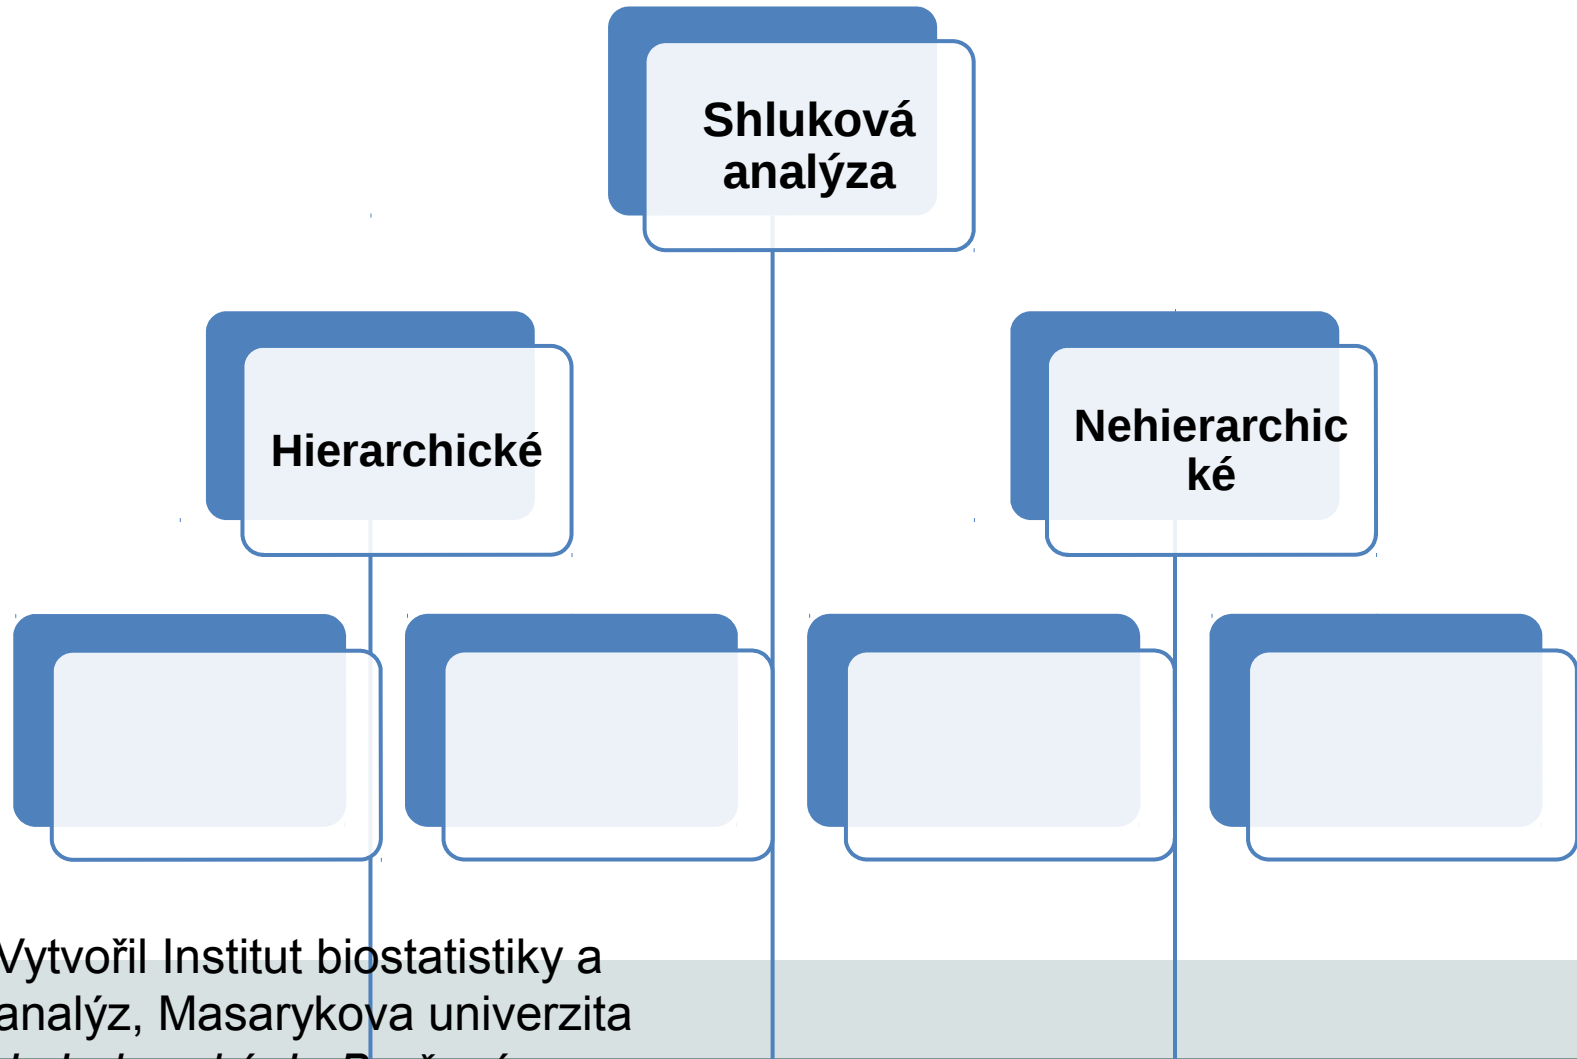 Shluková
analýza
Hierarchické
Nehierarchic
ké
Vytvořil Institut biostatistiky a
analýz, Masarykova univerzita